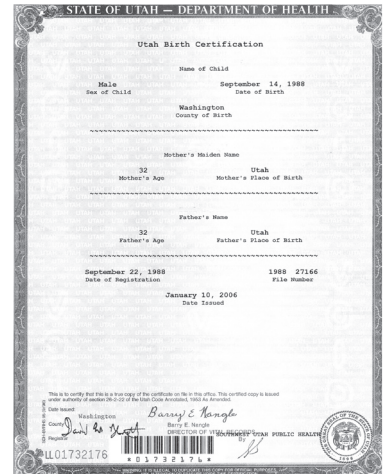 STATE OF UTAH — DEPARTMENT OF HEALTH
Utah Birth Certification
Name of Child
Male September 14, 1988
Sex of Child Date of Birth
Washington
County of Birth
~~~~~~~~~~~~~~~~~~~~~~~~~~~~~~~~~~~~~~~~~~~~~~~~~~
Mother's Maiden Name
32 Utah
Mother's Age Mother's Place of Birth
~~~~~~~~~~~~~~~~~~~~~~~~~~~~~~~~~~~~~~~~~~~~~~~~~~
Father's Name
32 Utah
Father's Age Father's Place of Birth
~~~~~~~~~~~~~~~~~~~~~~~~~~~~~~~~~~~~~~~~~~~~~~~~~~
September 22, 1988 1988 27166
Date of Registration File Number
January 10, 2006
Date Issued
This is to certify that this is a true copy of the certificate on file in this office. This certified copy is issued
under authority of section 26-2-22 of the Utah Code Annotated, 1953 As Amended.
Date Issued:
Washington Barry E Nangle
County Barry E. Nangle
DIRECTOR OF VITAL RECORDS
SOUTHWEST UTAH PUBLIC HEALTH
Registrar By
LL01732176
*01732176*
1896